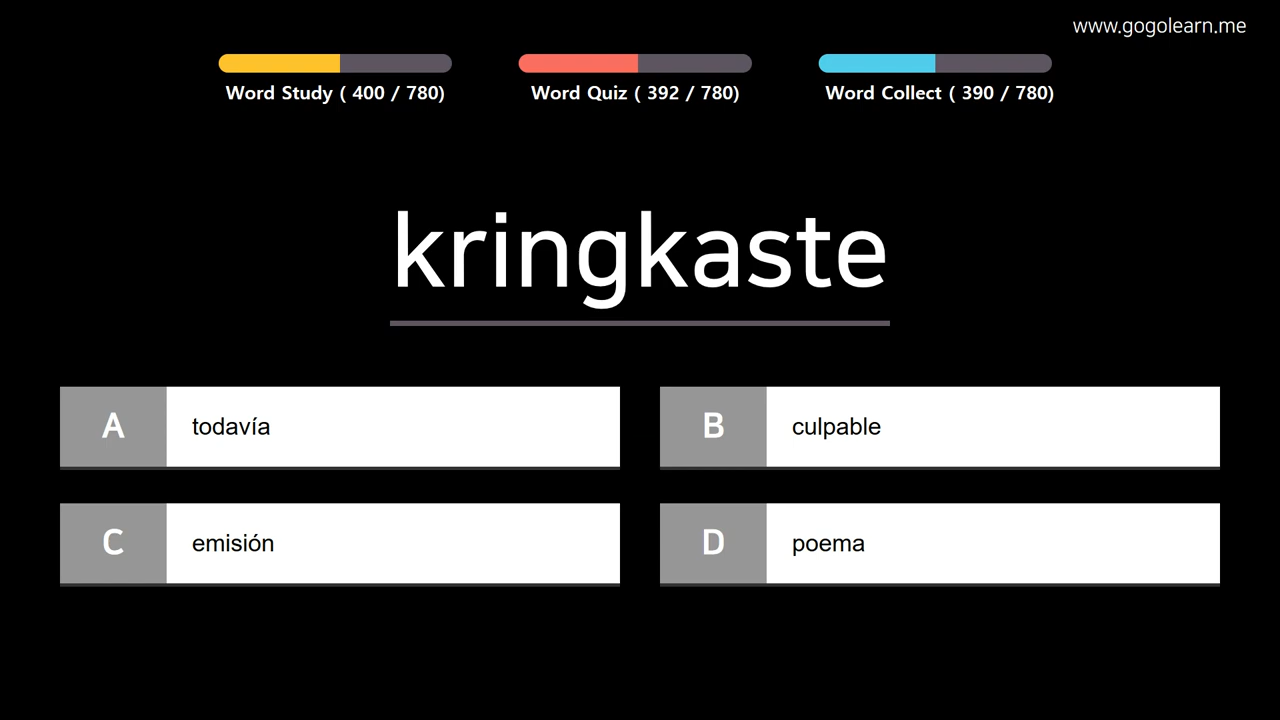 www.gogolearn.me
Word Study ( 400 / 780)
Word Quiz ( 392 / 780)
Word Collect ( 390 / 780)
kringkaste
A todavía
B culpable
C emisión
D poema